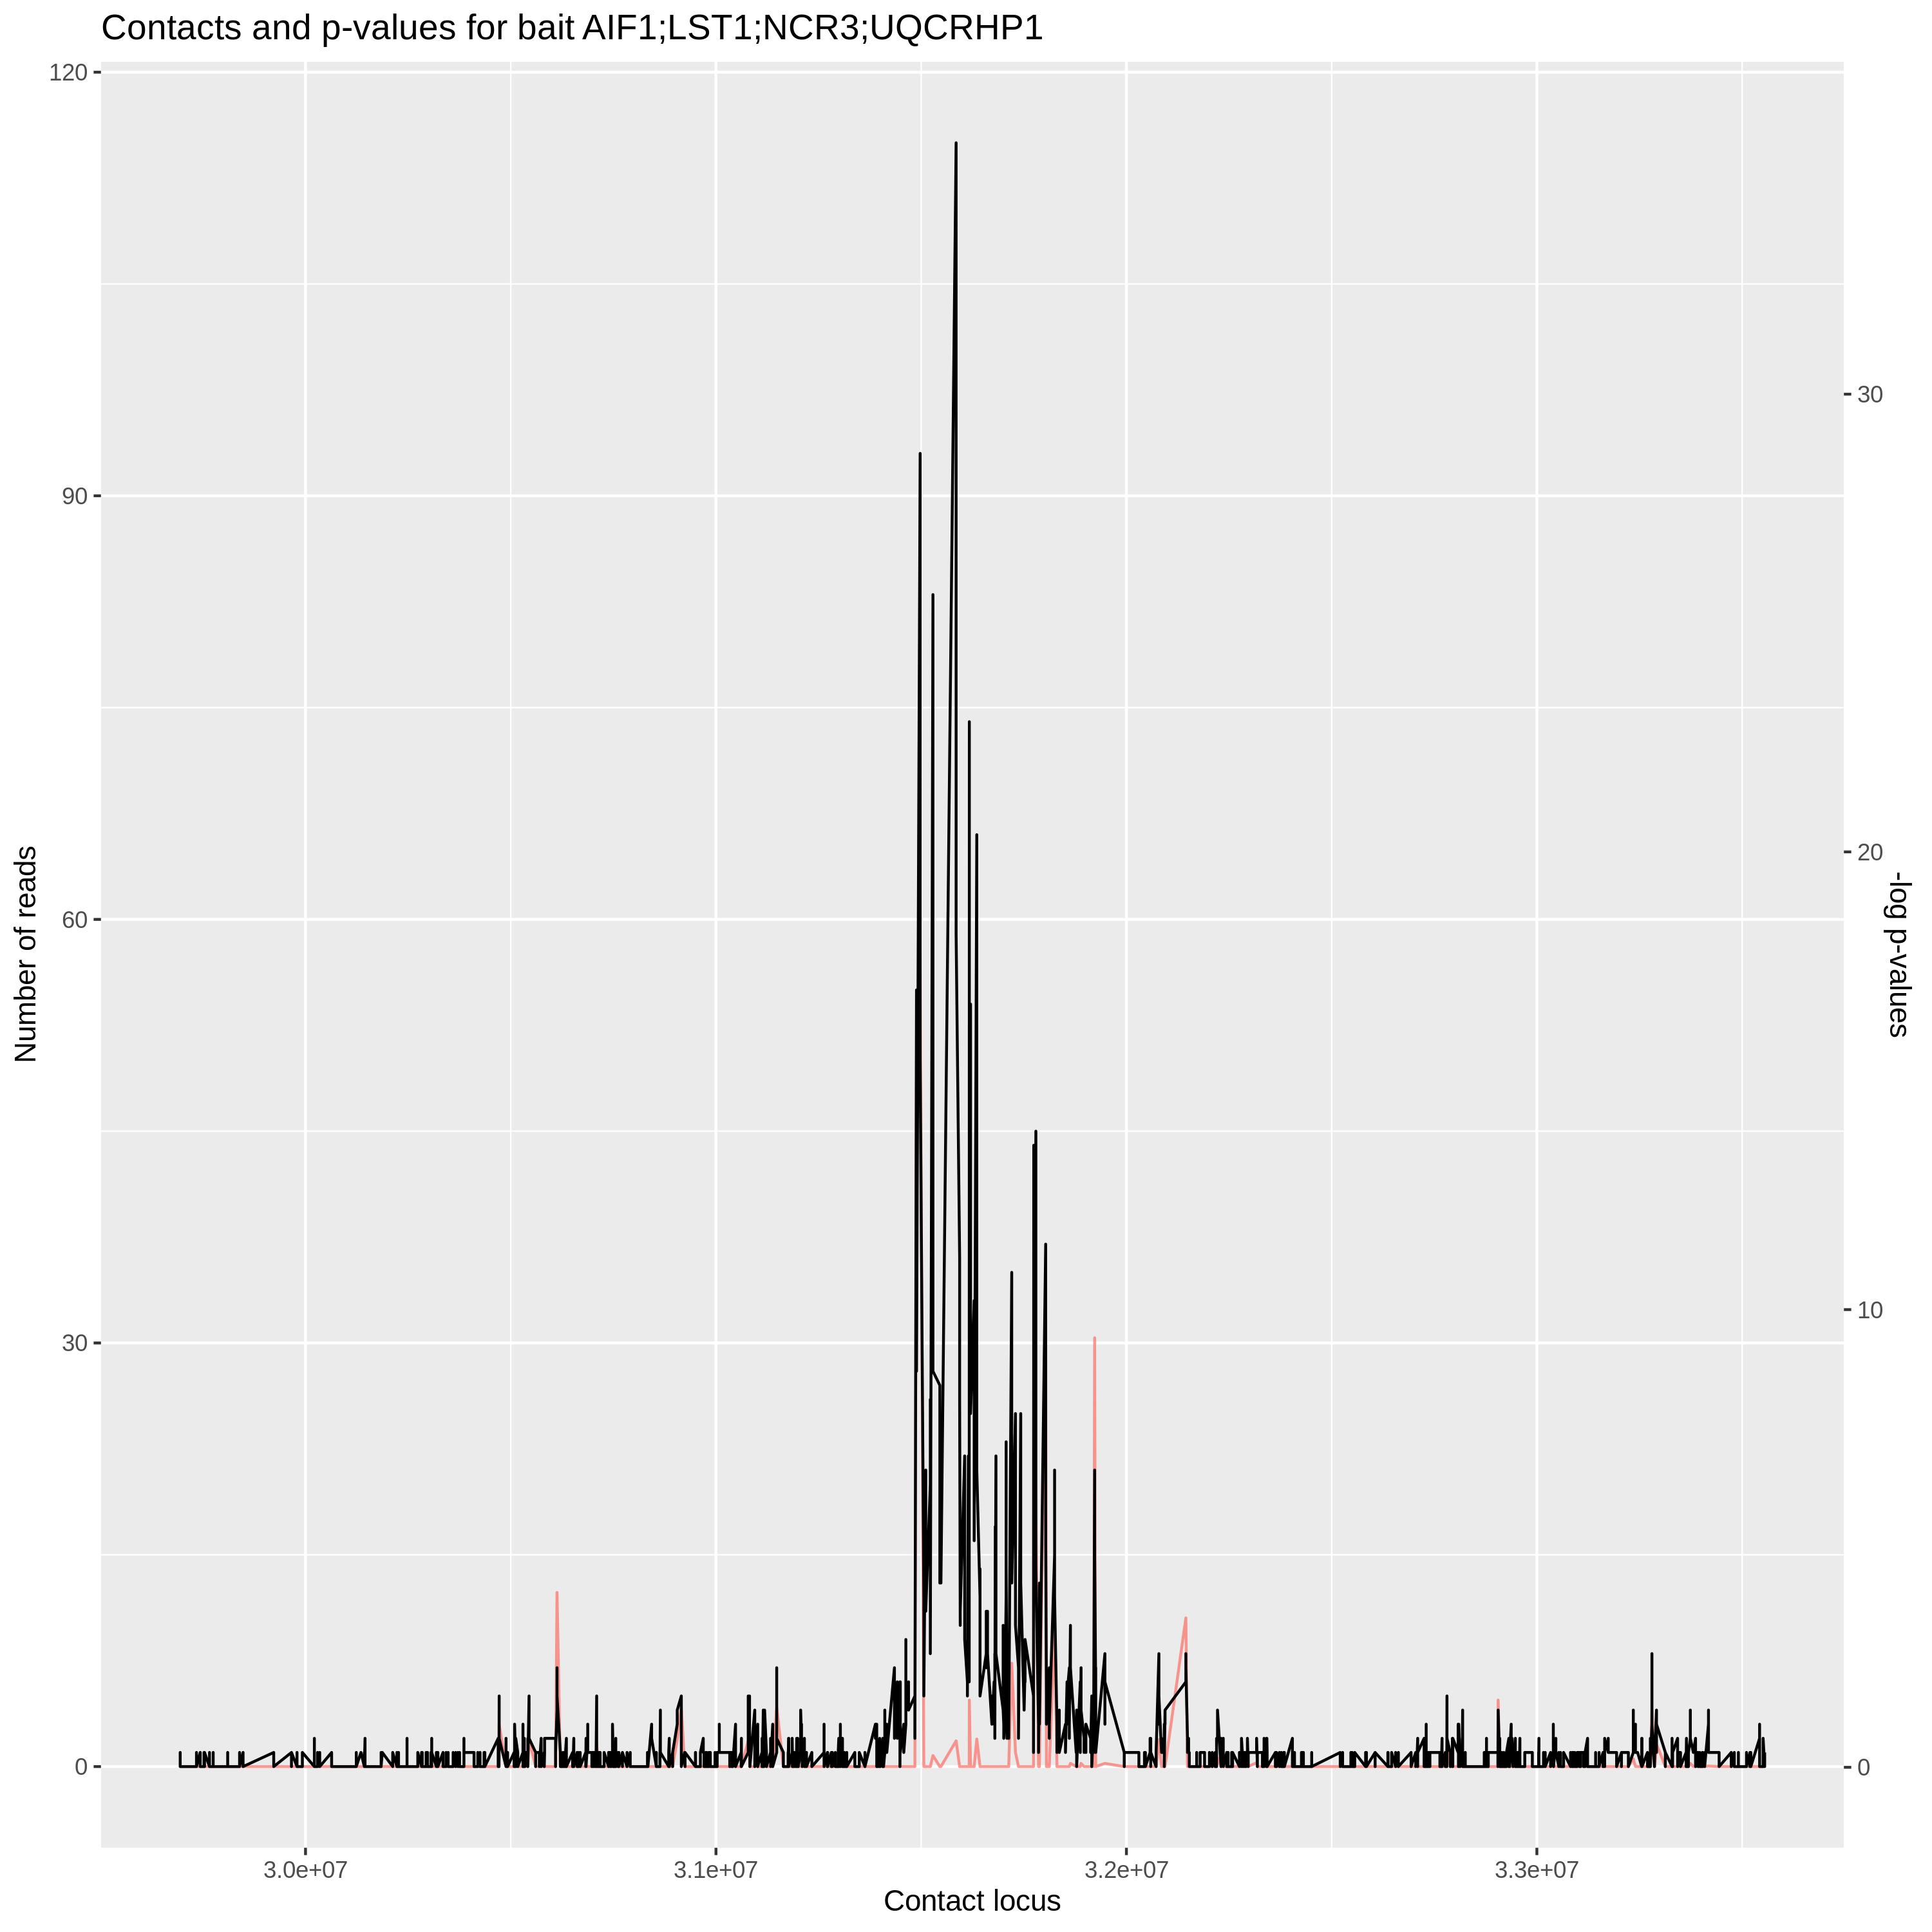 Contacts and p-values for bait AIF1;LST1;NCR3;UQCRHP1
120
90
60
30
0
Number of reads
30
20
10
0
-log p-values
3.0e+07 3.1e+07 3.2e+07 3.3e+07
Contact locus